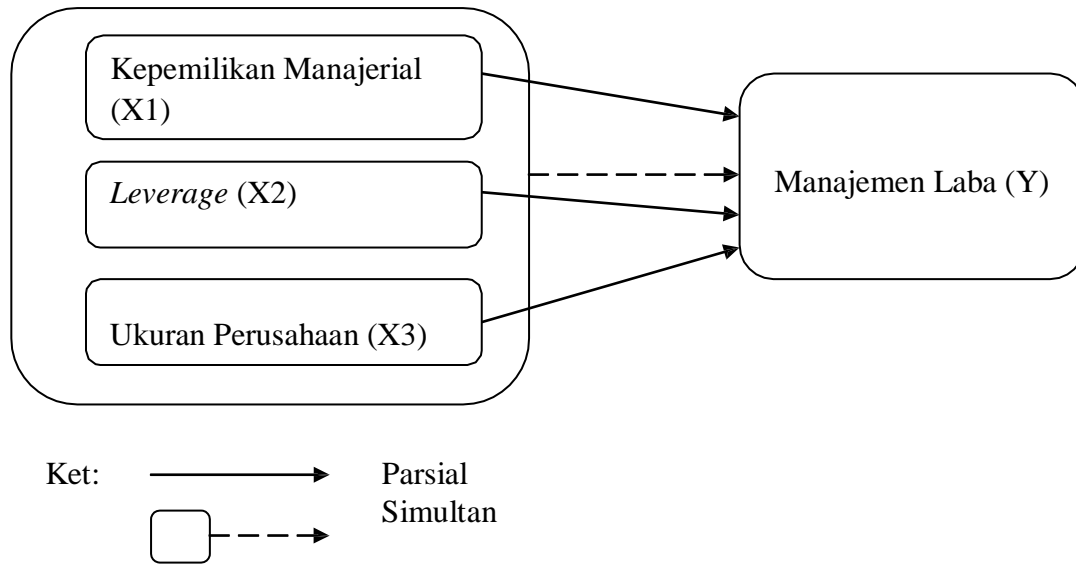 Kepemilikan Manajerial
(X1)
Leverage (X2)
Ukuran Perusahaan (X3)
Manajemen Laba (Y)
Ket:
Parsial
Simultan